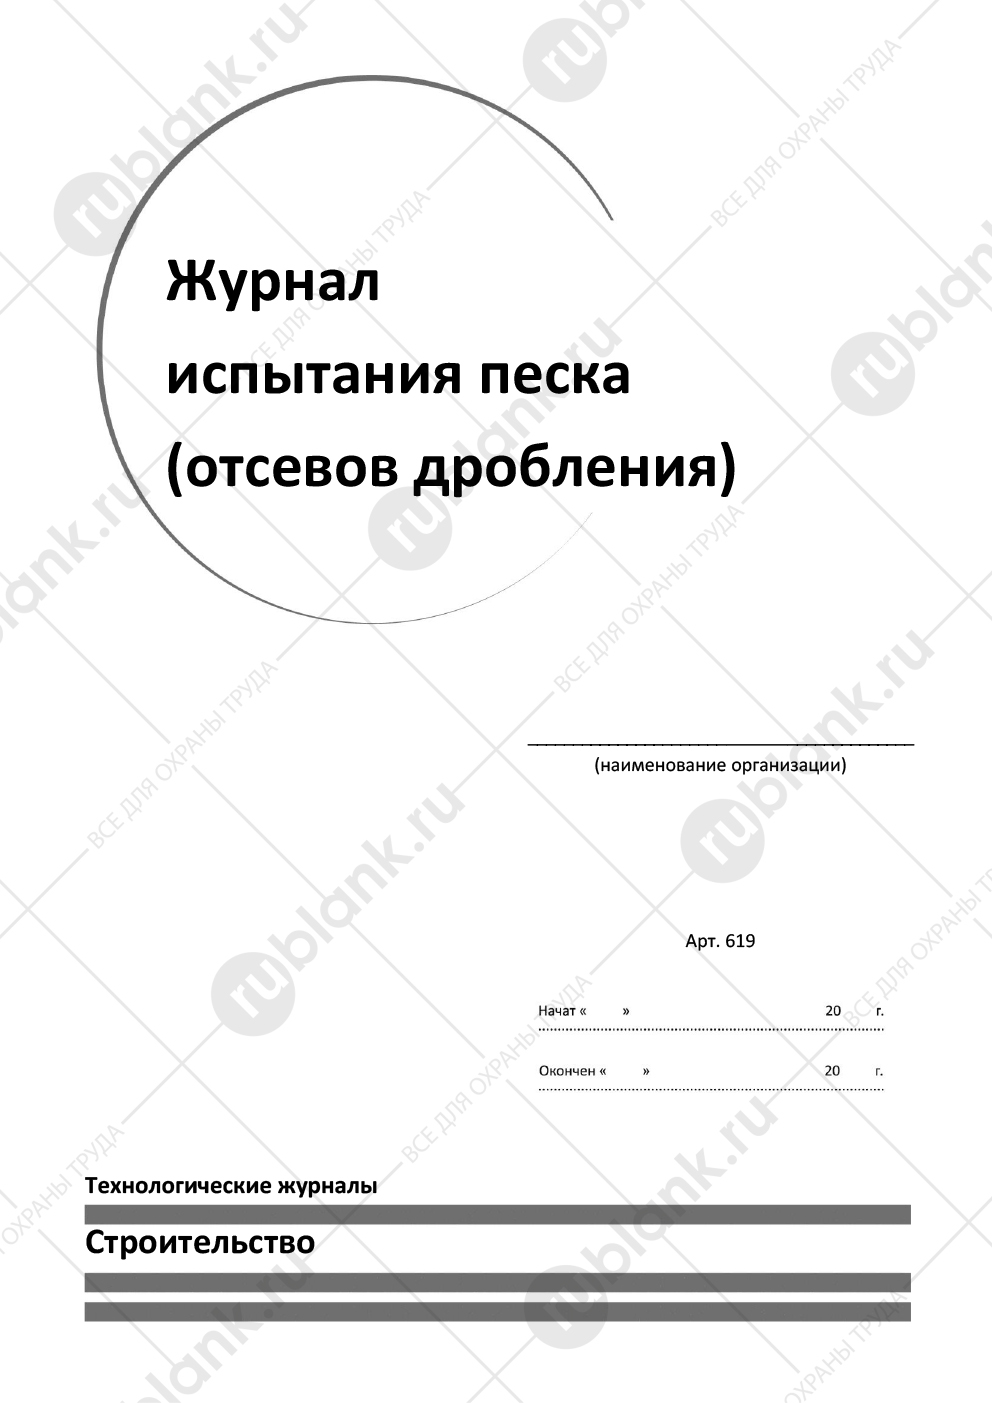 Журнал
испытания песка
(отсевов дробления)
(наименование организации)
Арт. 619
Начат « » 20 г.
Окончен « » 20 г.
Технологические журналы
Строительство
rublank.ru
ВСЕ ДЛЯ ОХРАНЫ ТРУДА